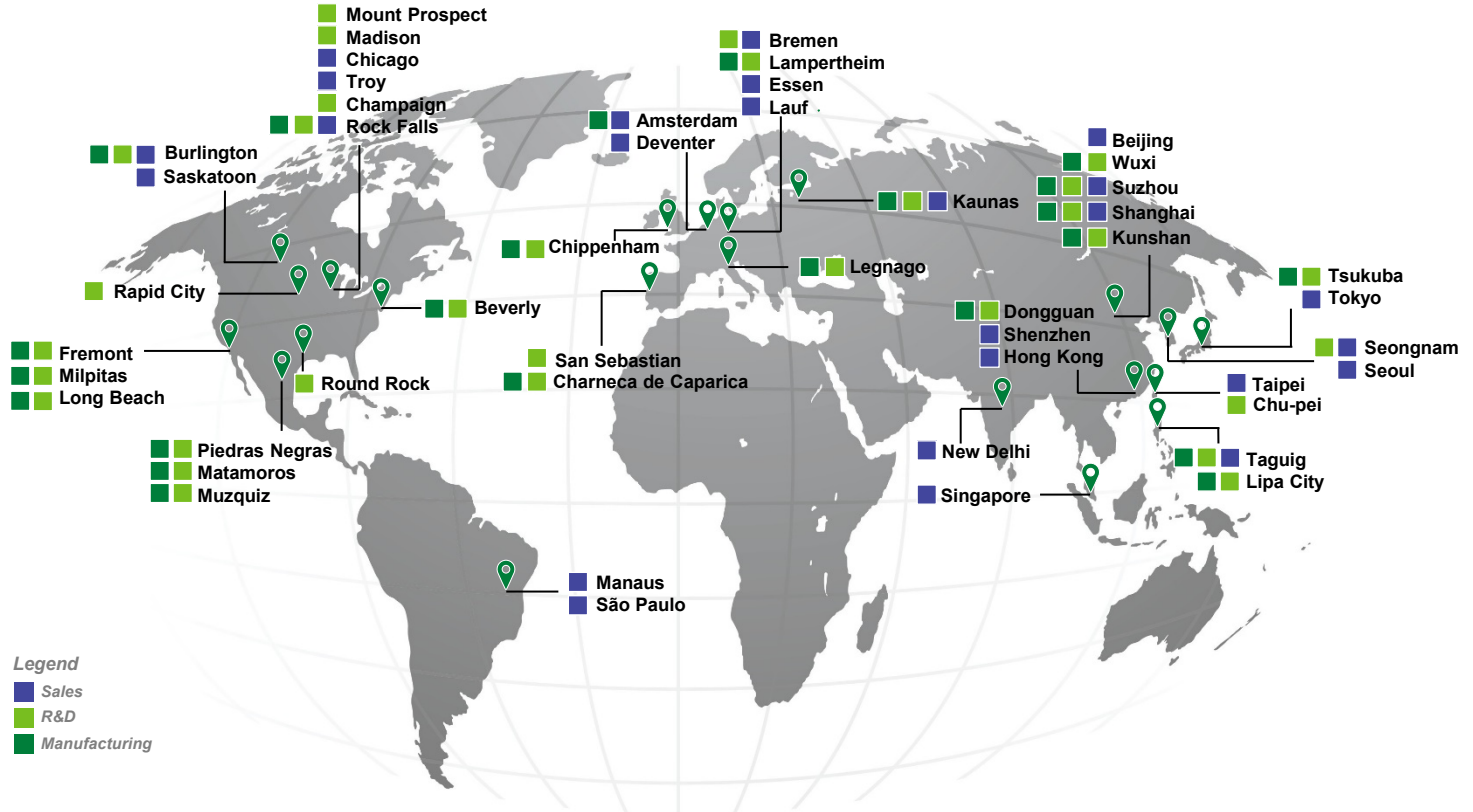 Mount Prospect
Madison
Chicago
Troy
Champaign
Rock Falls
Burlington
Saskatoon
Rapid City
Beverly
Fremont
Milpitas
Long Beach
Round Rock
Piedras Negras
Matamoros
Muzquiz
Manaus
São Paulo
Bremen
Lampertheim
Essen
Lauf
Amsterdam
Deventer
Kaunas
Chippenham
Legnago
San Sebastian
Charneca de Caparica
Beijing
Wuxi
Suzhou
Shanghai
Kunshan
Tsukuba
Tokyo
Dongguan
Shenzhen
Hong Kong
Seongnam
Seoul
Taipei
Chu-pei
New Delhi
Taguig
Lipa City
Singapore
Legend
Sales
R&D
Manufacturing